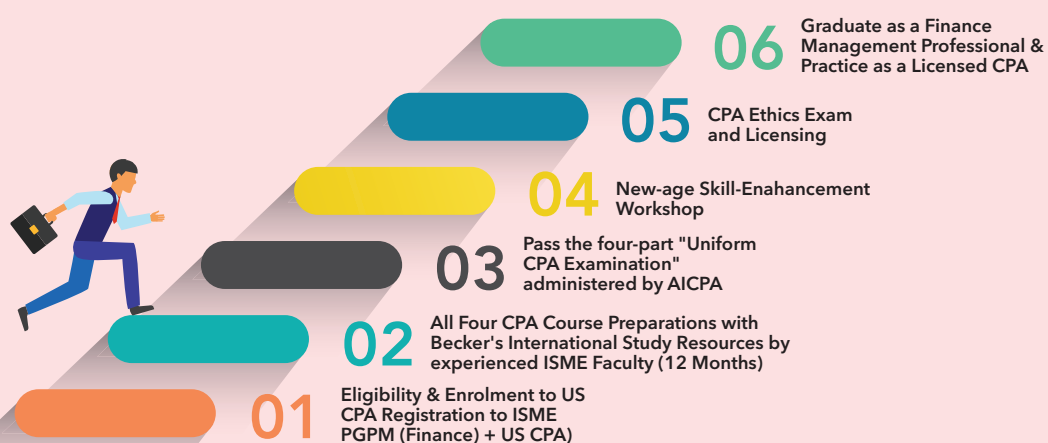 06
Graduate as a Finance
Management Professional &
Practice as a Licensed CPA
05
CPA Ethics Exam
and Licensing
04
New-age Skill-Enahancement
Workshop
03
Pass the four-part "Uniform
CPA Examination"
administered by AICPA
02
All Four CPA Course Preparations with
Becker's International Study Resources by
experienced ISME Faculty (12 Months)
01
Eligibility & Enrolment to US
CPA Registration to ISME
PGPM (Finance) + US CPA)